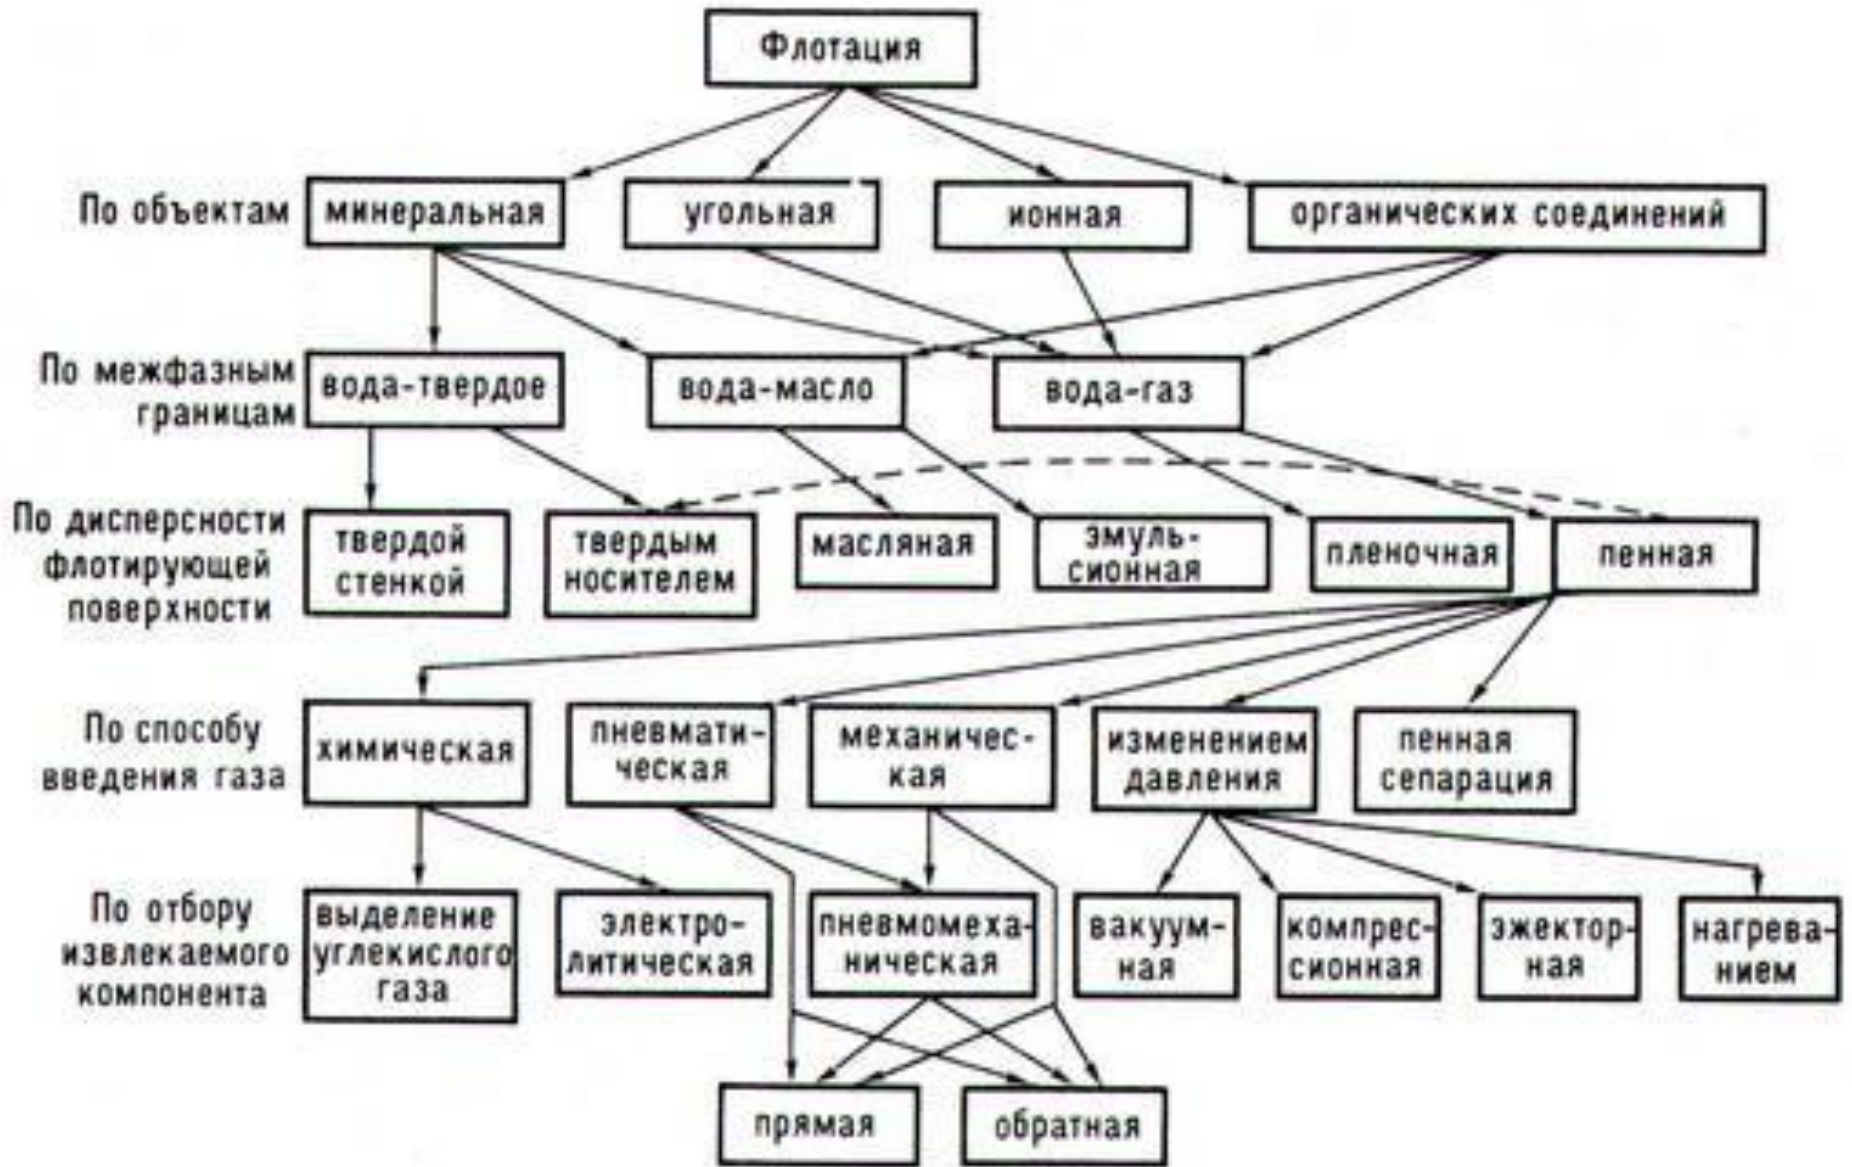 Флотация
По объектам
минеральная
угольная
ионная
органических соединений
По межфазным
границам
вода-твердое
вода-масло
вода-газ
По дисперсности
флотирующей
поверхности
твердой
стенкой
твердым
носителем
масляная
эмуль-
сионная
пленочная
пенная
По способу
введения газа
химическая
пневмати-
ческая
механичес-
кая
изменением
давления
пенная
сепарация
По отбору
извлекаемого
компонента
выделение
углекислого
газа
электро-
литическая
пневмомеха-
ническая
вакуум-
ная
компрес-
сионная
эжектор-
ная
нагрева-
нием
прямая
обратная